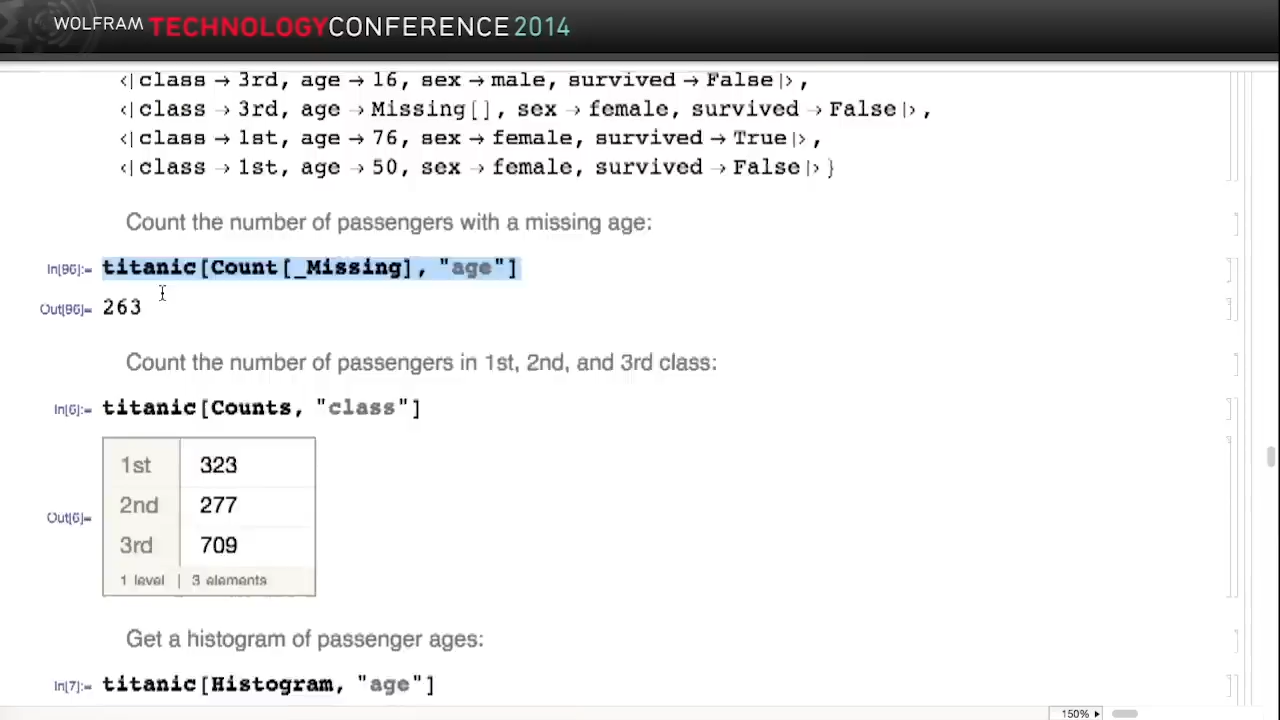 WOLFRAM TECHNOLOGYCONFERENCE 2014
<|class → 3rd, age → 16, sex → male, survived → False|>,
<|class → 3rd, age → Missing[], sex → female, survived → False|>,
<|class → 1st, age → 76, sex → female, survived → True|>,
<|class → 1st, age → 50, sex → female, survived → False|>}
Count the number of passengers with a missing age:
In[96]:= titanic[Count[_Missing], "age"]
Out[96]= 263
Count the number of passengers in 1st, 2nd, and 3rd class:
In[6]:= titanic[Counts, "class"]
1st 323
2nd 277
Out[6]=
3rd 709
1 level | 3 elements
Get a histogram of passenger ages:
In[7]:= titanic[Histogram, "age"]
150%